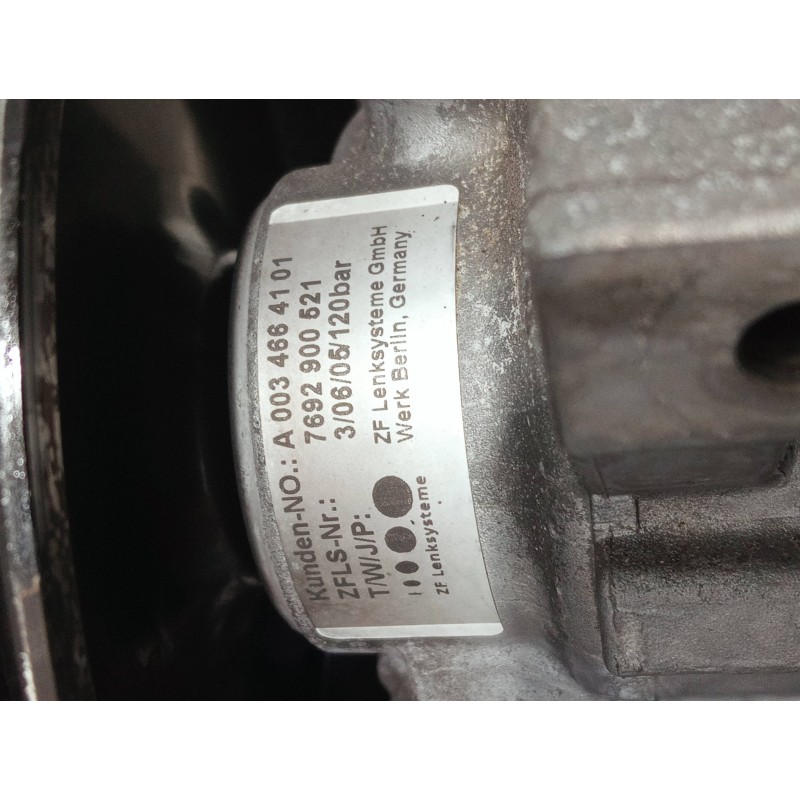 Kunden-NO.: A 003 466 41 01
ZFLS-Nr.: 7692 900 521
T/W/J/P: 3/06/05/120bar
ZF Lenksysteme GmbH
Werk Berlin, Germany
ZF Lenksysteme